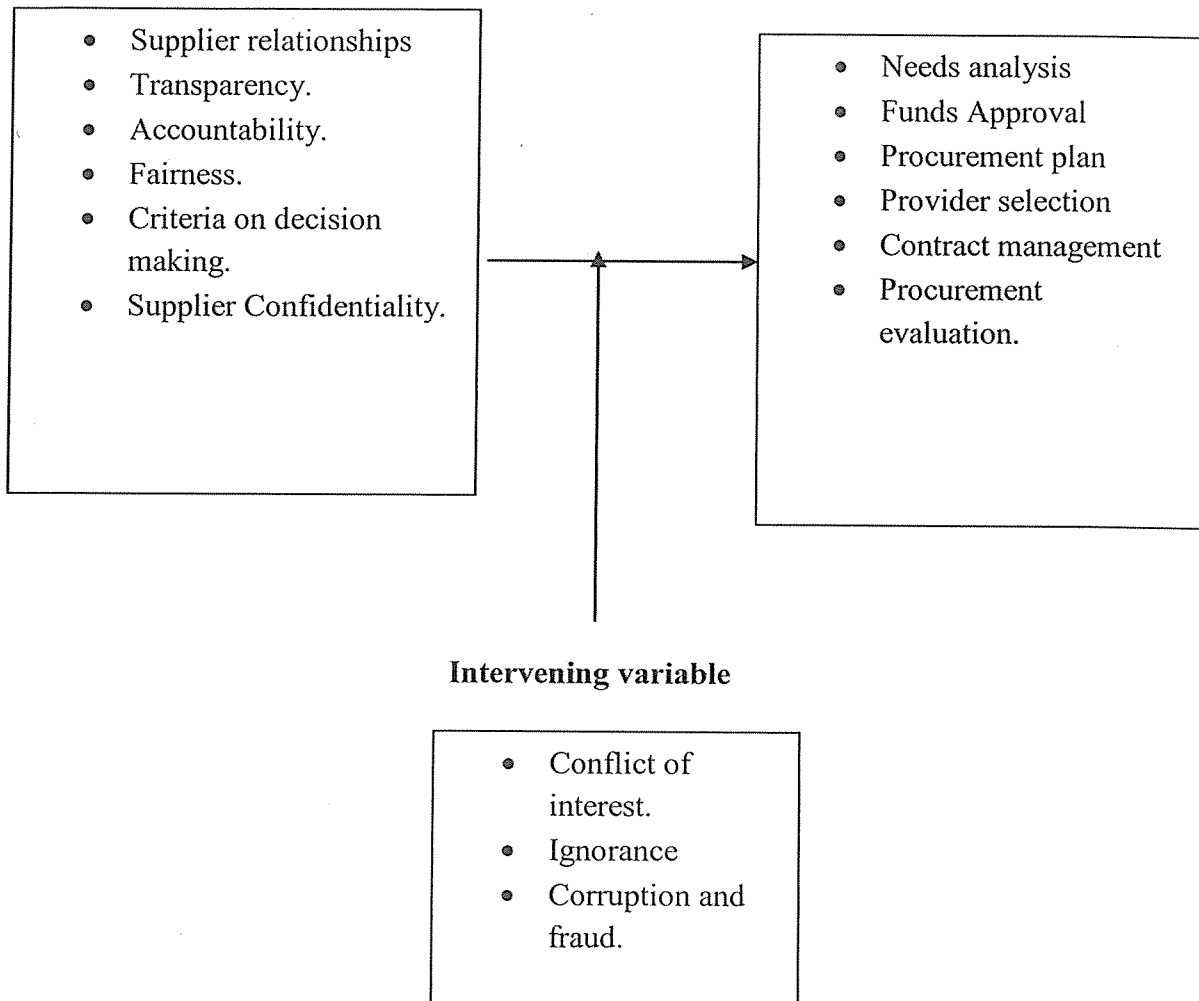 • Supplier relationships
• Transparency.
• Accountability.
• Fairness.
• Criteria on decision
making.
• Supplier Confidentiality.
• Needs analysis
• Funds Approval
• Procurement plan
• Provider selection
• Contract management
• Procurement
evaluation.
Intervening variable
• Conflict of
interest.
• Ignorance
• Corruption and
fraud.